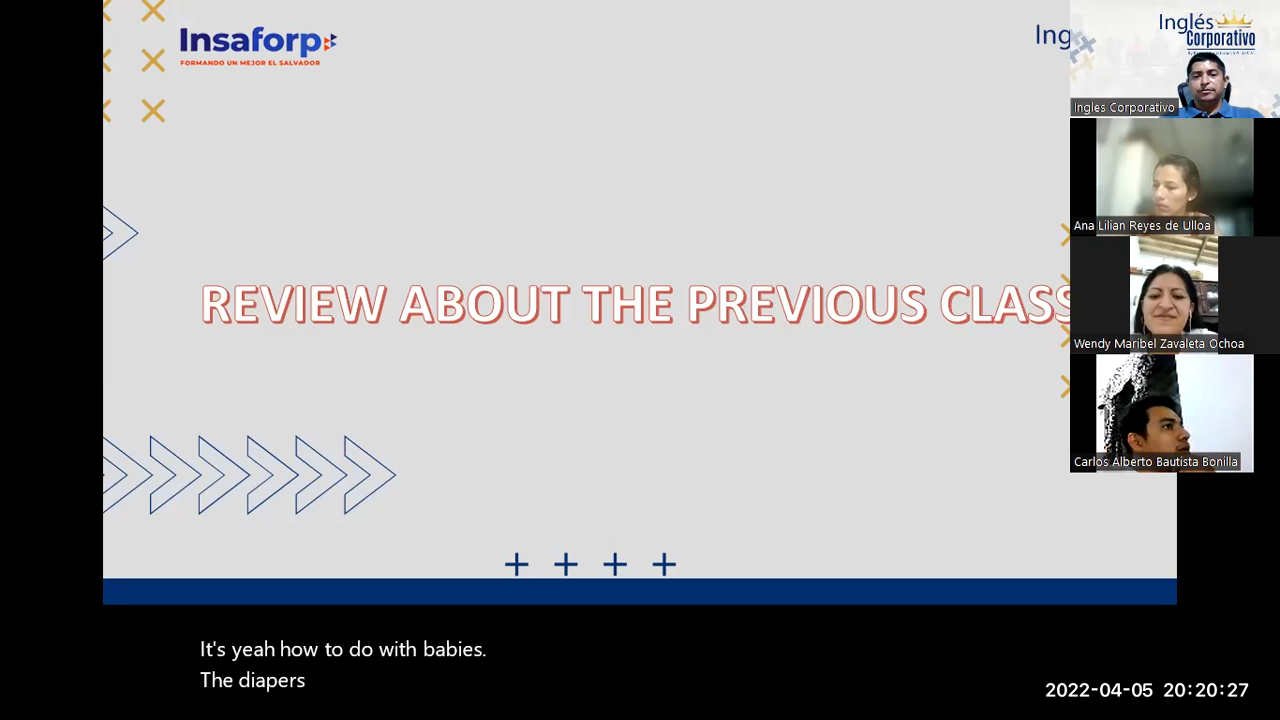 Insaforp
FORMANDO UN MEJOR EL SALVADOR
Ing
Inglés
Corporativo
Ingles Corporativo
Ana Lilian Reyes de Ulloa
REVIEW ABOUT THE PREVIOUS CLASS
Wendy Maribel Zavaleta Ochoa
Carlos Alberto Bautista Bonilla
It's yeah how to do with babies.
The diapers
2022-04-05 20:20:27